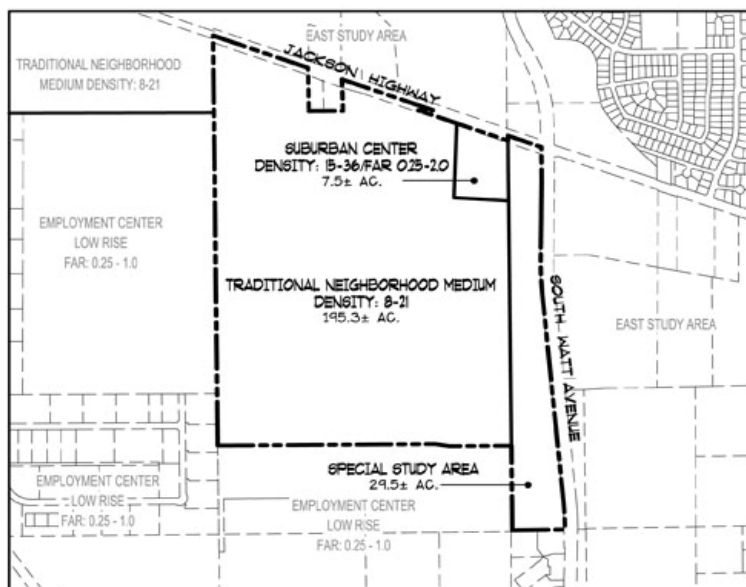 EAST STUDY AREA
TRADITIONAL NEIGHBORHOOD
MEDIUM DENSITY: 8-21
JACKSON HIGHWAY
SUBURBAN CENTER
DENSITY: 15-36/FAR 0.25-2.0
7.5± AC.
EMPLOYMENT CENTER
LOW RISE
FAR: 0.25 - 1.0
TRADITIONAL NEIGHBORHOOD MEDIUM
DENSITY: 8-21
195.3± AC.
SOUTH WATT AVENUE
EAST STUDY AREA
SPECIAL STUDY AREA
29.5± AC.
EMPLOYMENT CENTER
LOW RISE
FAR: 0.25 - 1.0
EMPLOYMENT CENTER
LOW RISE
FAR: 0.25 - 1.0